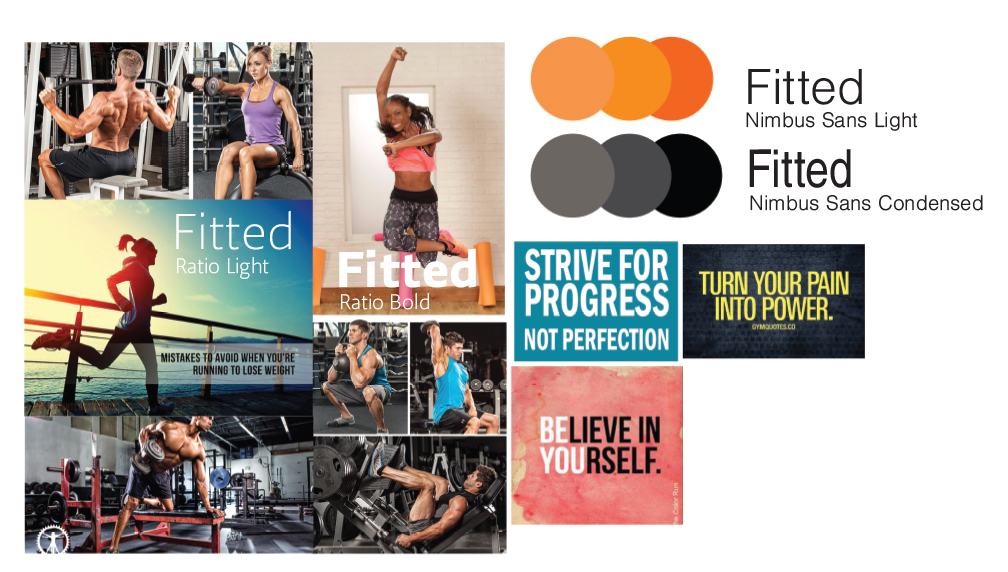 Fitted
Ratio Light
MISTAKES TO AVOID WHEN YOU'RE
RUNNING TO LOSE WEIGHT
Fitted
Ratio Bold
Fitted
Nimbus Sans Light
Fitted
Nimbus Sans Condensed
STRIVE FOR
PROGRESS
NOT PERFECTION
TURN YOUR PAIN
INTO POWER.
GYMQUOTES.CO
BELIEVE IN
YOURSELF.
The Color Run